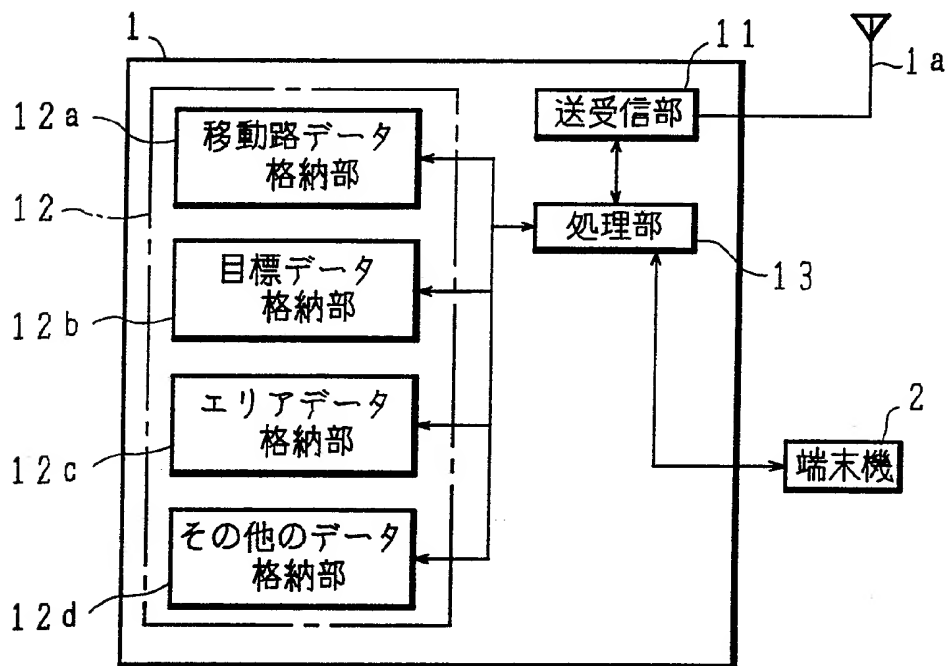 1
11
1a
12a
移動路データ
格納部
送受信部
12
処理部
13
目標データ
格納部
12b
エリアデータ
格納部
12c
2
端末機
その他のデータ
格納部
12d